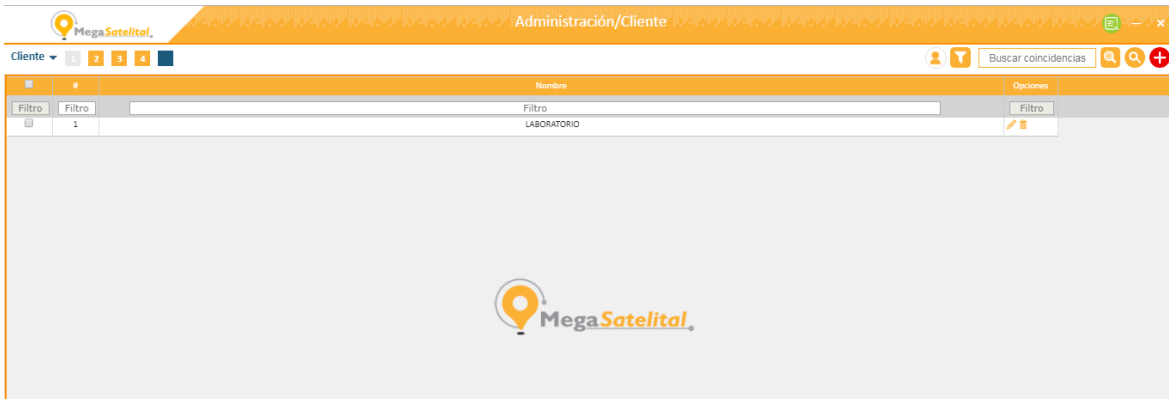 MegaSatelital
Administración/Cliente
Cliente 1 2 3 4 Buscar coincidencias
# Nombre Opciones
Filtro Filtro Filtro Filtro
1 LABORATORIO
MegaSatelital